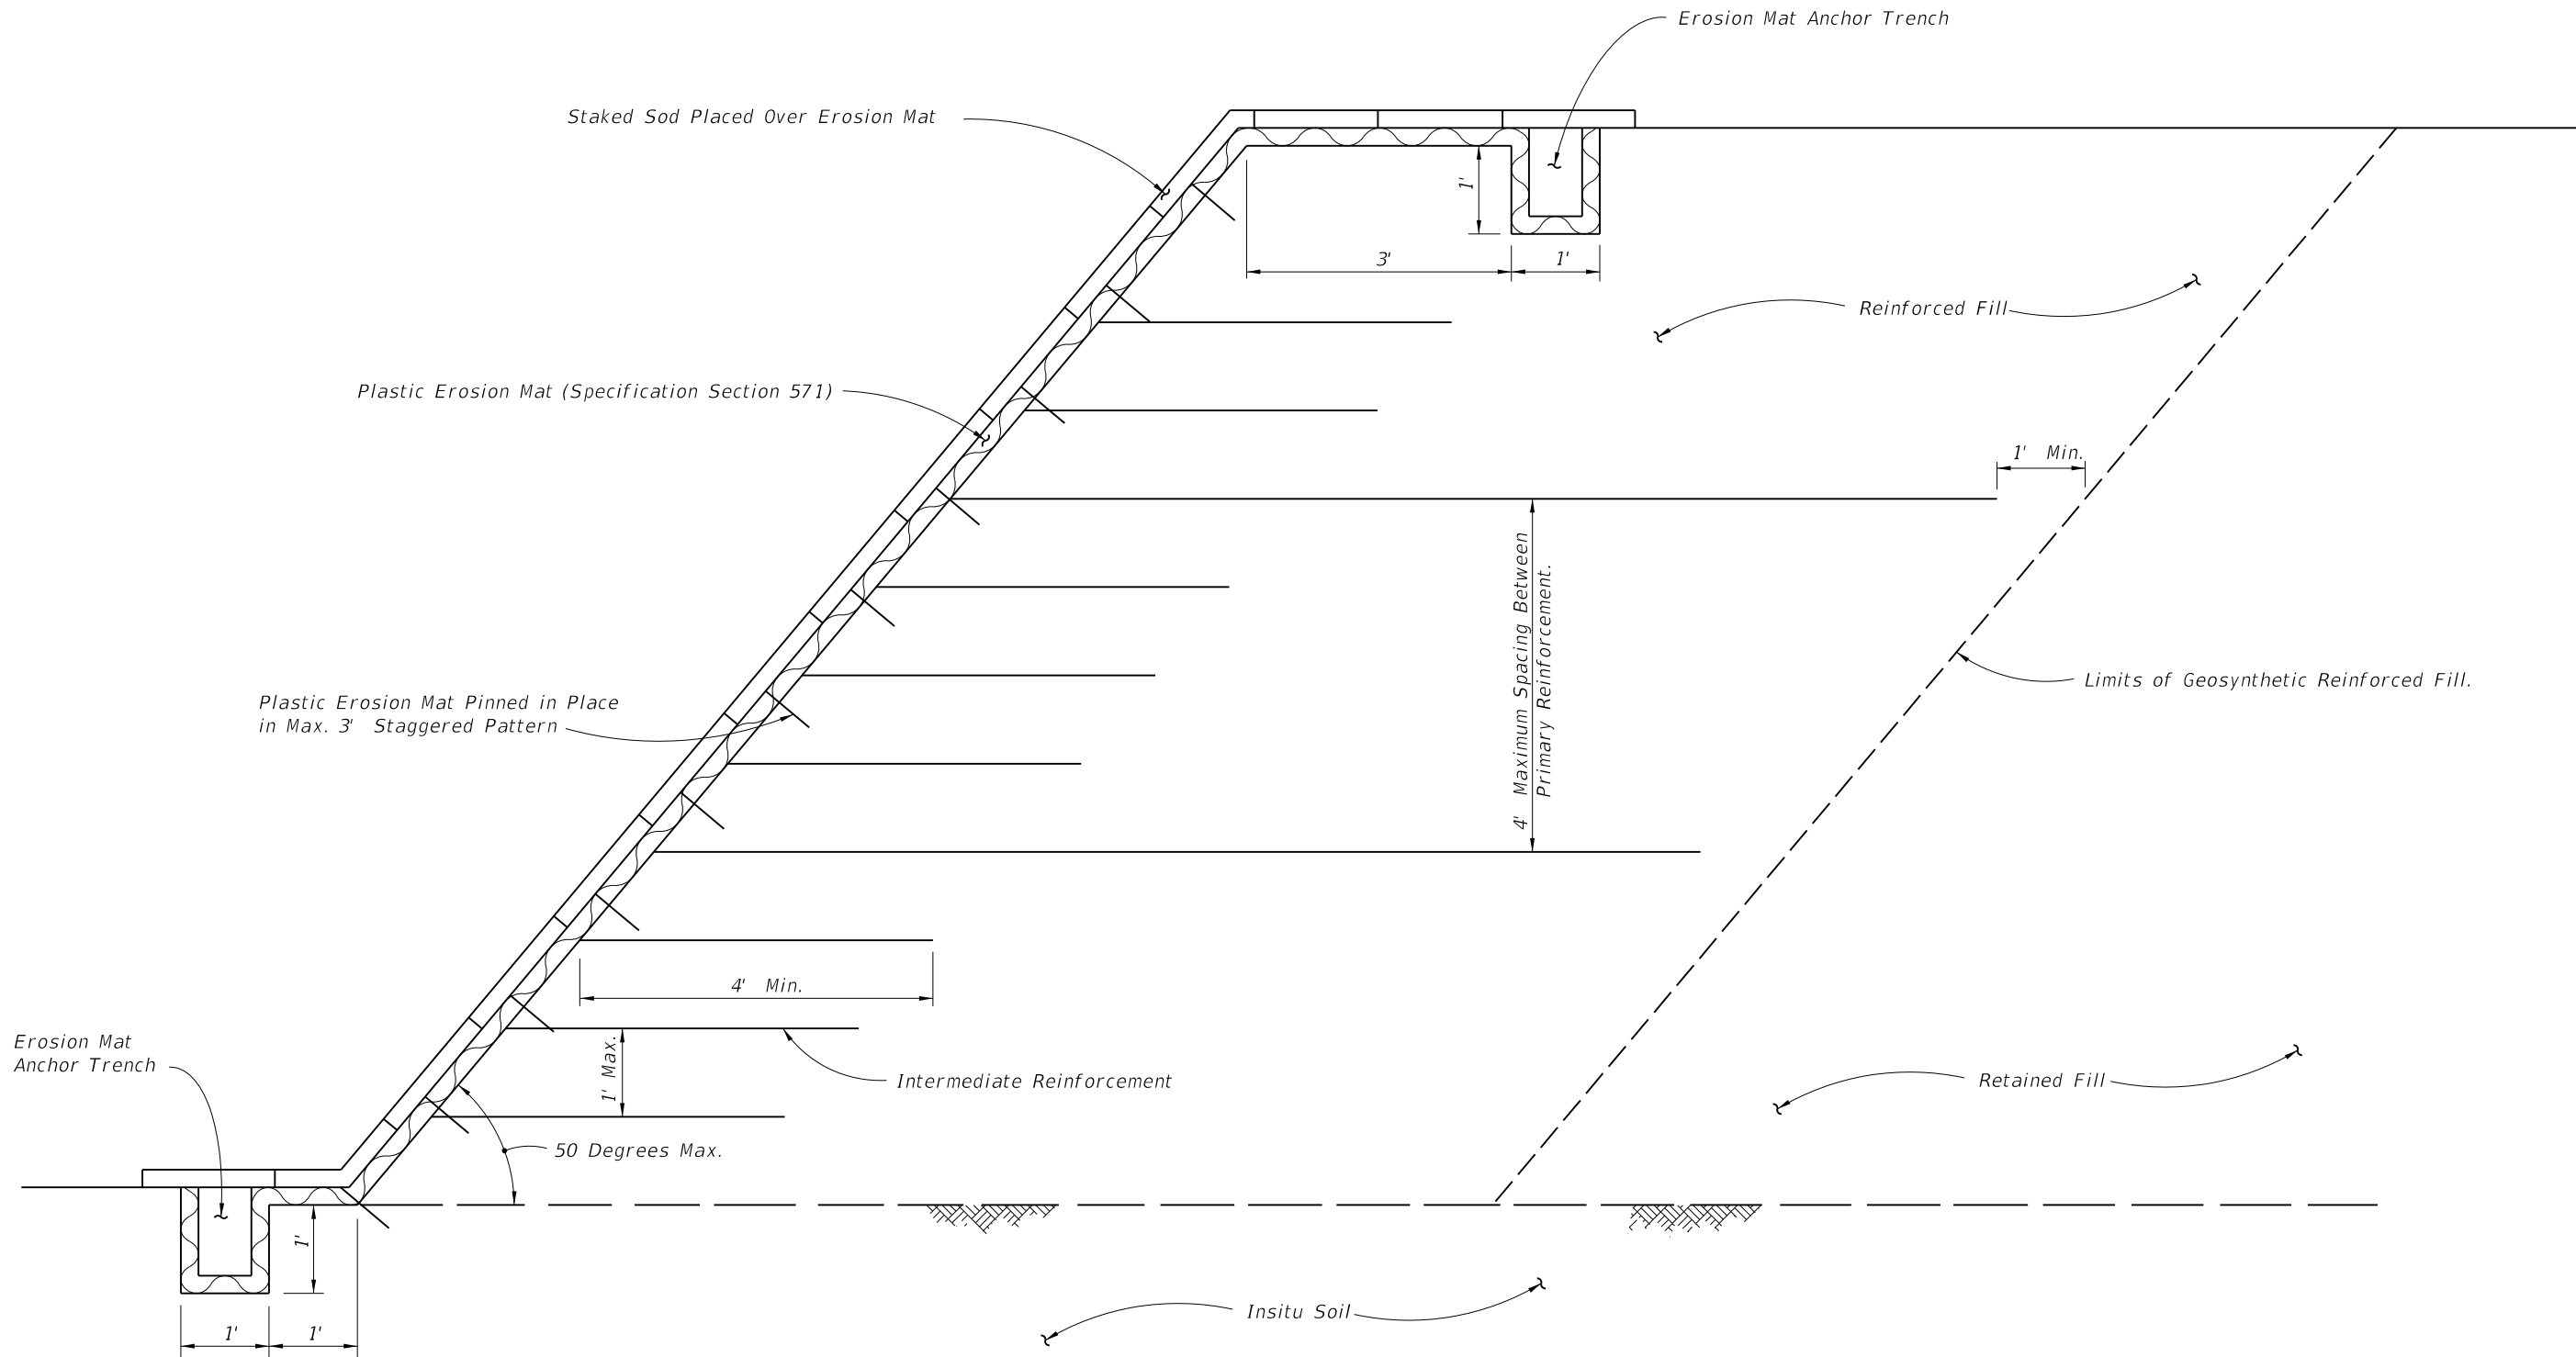 Erosion Mat Anchor Trench
Staked Sod Placed Over Erosion Mat
1'
3'
1'
Reinforced Fill
Plastic Erosion Mat (Specification Section 571)
1' Min.
4' Maximum Spacing Between
Primary Reinforcement.
Limits of Geosynthetic Reinforced Fill.
Plastic Erosion Mat Pinned in Place
in Max. 3' Staggered Pattern
4' Min.
Erosion Mat
Anchor Trench
1' Max.
Intermediate Reinforcement
Retained Fill
50 Degrees Max.
1'
Insitu Soil
1'
1'